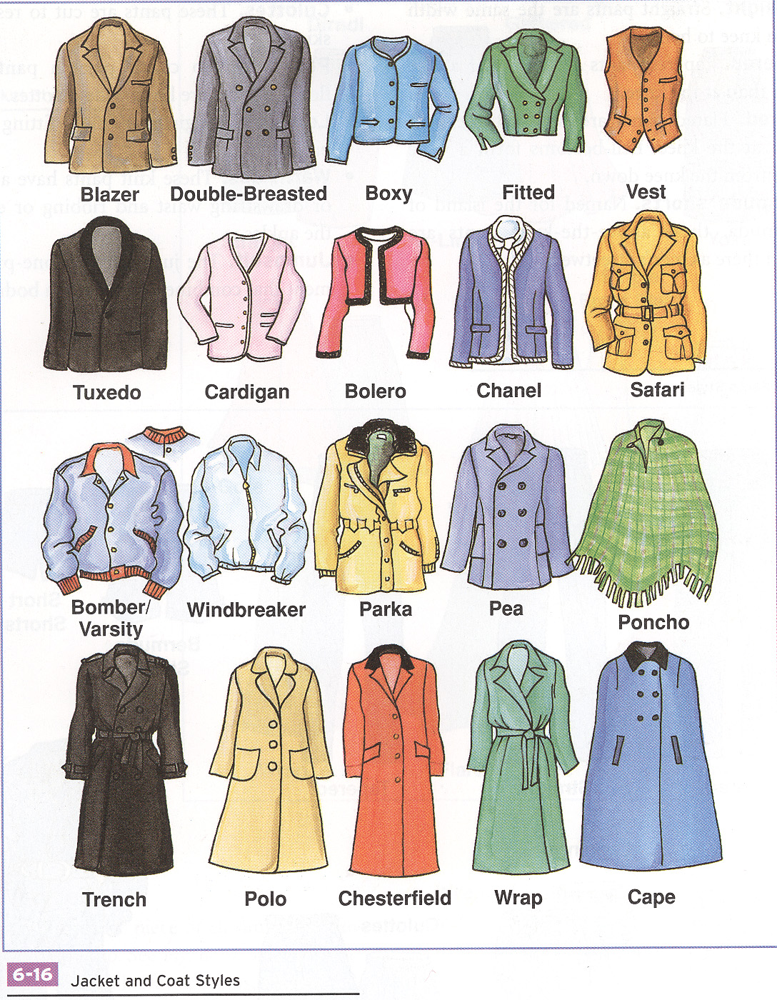 Blazer
Double-Breasted
Boxy
Fitted
Vest
Tuxedo
Cardigan
Bolero
Chanel
Safari
Bomber/
Varsity
Windbreaker
Parka
Pea
Poncho
Trench
Polo
Chesterfield
Wrap
Cape
6-16 Jacket and Coat Styles